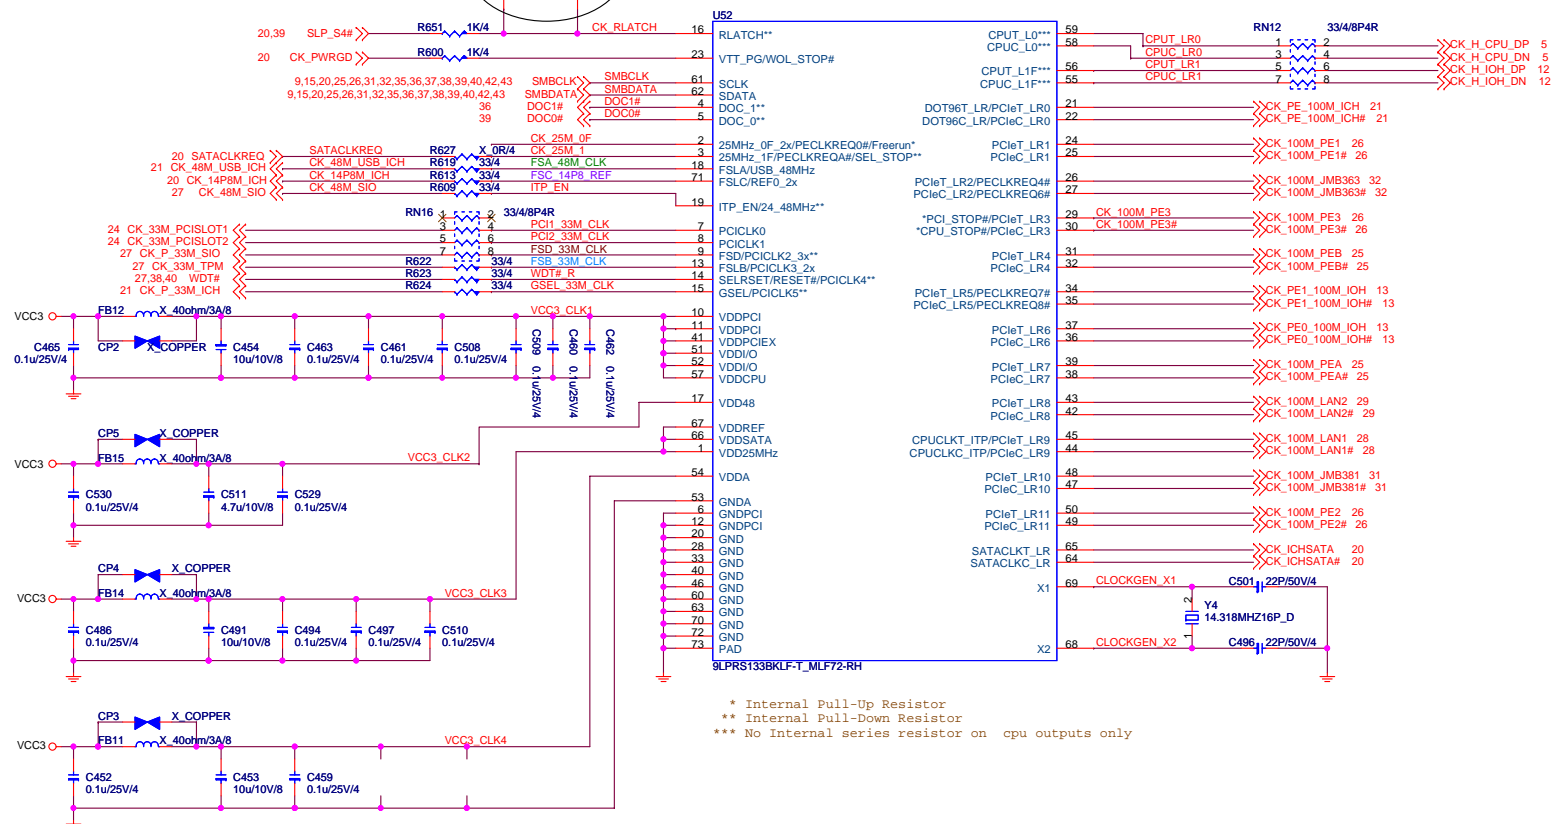 U52
20,39 SLP_S4# R651 1K/4 CK_RLATCH 16 RLATCH**
20 CK_PWRGD R600 1K/4 23 VTT_PG/WOL_STOP#
9,15,20,25,26,31,32,35,36,37,38,39,40,42,43 SMBCLK SMBCLK 61 SCLK
9,15,20,25,26,31,32,35,36,37,38,39,40,42,43 SMBDATA SMBDATA 62 SDATA
36 DOC1# DOC1# 4 DOC_1**
39 DOC0# DOC0# 5 DOC_0**
CK_25M_0F 2 25MHz_0F_2x/PECLKREQ0#/Freerun*
20 SATACLKREQ SATACLKREQ R627 X_0R/4 CK_25M_1 3 25MHz_1F/PECLKREQA#/SEL_STOP**
21 CK_48M_USB_ICH CK_48M_USB_ICH R619 33/4 FSA_48M_CLK 18 FSLA/USB_48MHz
20 CK_14P8M_ICH CK_14P8M_ICH R613 33/4 FSC_14P8_REF 71 FSLC/REF0_2x
27 CK_48M_SIO CK_48M_SIO R609 33/4 ITP_EN 19 ITP_EN/24_48MHz**
RN16 1 2 33/4/8P4R
24 CK_33M_PCISLOT1 3 4 PCI1_33M_CLK 7 PCICLK0
24 CK_33M_PCISLOT2 5 6 PCI2_33M_CLK 8 PCICLK1
27 CK_P_33M_SIO 7 8 FSD_33M_CLK 9 FSD/PCICLK2_3x**
27 CK_33M_TPM R622 33/4 FSB_33M_CLK 13 FSLB/PCICLK3_2x
27,38,40 WDT# R623 33/4 WDT#_R 14 SELRSET/RESET#/PCICLK4**
21 CK_P_33M_ICH R624 33/4 GSEL_33M_CLK 15 GSEL/PCICLK5**
VCC3 FB12 X_40ohm/3A/8 VCC3_CLK1 10 VDDPCI
11 VDDPCI
41 VDDPCIEX
51 VDDI/O
52 VDDI/O
57 VDDCPU
CP2 X_COPPER
C465 0.1u/25V/4
C454 10u/10V/8
C463 0.1u/25V/4
C461 0.1u/25V/4
C508 0.1u/25V/4
C509 0.1u/25V/4
C460 0.1u/25V/4
C462 0.1u/25V/4
17 VDD48
67 VDDREF
66 VDDSATA
1 VDD25MHz
54 VDDA
53 GNDA
6 GNDPCI
12 GNDPCI
20 GND
28 GND
33 GND
40 GND
46 GND
60 GND
63 GND
70 GND
72 GND
73 PAD
CP5 X_COPPER
VCC3 FB15 X_40ohm/3A/8 VCC3_CLK2
C530 0.1u/25V/4
C511 4.7u/10V/8
C529 0.1u/25V/4
CP4 X_COPPER
VCC3 FB14 X_40ohm/3A/8 VCC3_CLK3
C486 0.1u/25V/4
C491 10u/10V/8
C494 0.1u/25V/4
C497 0.1u/25V/4
C510 0.1u/25V/4
CP3 X_COPPER
VCC3 FB11 X_40ohm/3A/8 VCC3_CLK4
C452 0.1u/25V/4
C453 10u/10V/8
C459 0.1u/25V/4
RN12 33/4/8P4R
CPUT_L0*** 59 CPUT_LR0 1 2 CK_H_CPU_DP 5
CPUC_L0*** 58 CPUC_LR0 3 4 CK_H_CPU_DN 5
CPUT_L1F*** 56 CPUT_LR1 5 6 CK_H_IOH_DP 12
CPUC_L1F*** 55 CPUC_LR1 7 8 CK_H_IOH_DN 12
DOT96T_LR/PCIeT_LR0 21 CK_PE_100M_ICH 21
DOT96C_LR/PCIeC_LR0 22 CK_PE_100M_ICH# 21
PCIeT_LR1 24 CK_100M_PE1 26
PCIeC_LR1 25 CK_100M_PE1# 26
PCIeT_LR2/PECLKREQ4# 26 CK_100M_JMB363 32
PCIeC_LR2/PECLKREQ6# 27 CK_100M_JMB363# 32
*PCI_STOP#/PCIeT_LR3 29 CK_100M_PE3 CK_100M_PE3 26
*CPU_STOP#/PCIeC_LR3 30 CK_100M_PE3# CK_100M_PE3# 26
PCIeT_LR4 31 CK_100M_PEB 25
PCIeC_LR4 32 CK_100M_PEB# 25
PCIeT_LR5/PECLKREQ7# 34 CK_PE1_100M_IOH 13
PCIeC_LR5/PECLKREQ8# 35 CK_PE1_100M_IOH# 13
PCIeT_LR6 37 CK_PE0_100M_IOH 13
PCIeC_LR6 36 CK_PE0_100M_IOH# 13
PCIeT_LR7 39 CK_100M_PEA 25
PCIeC_LR7 38 CK_100M_PEA# 25
PCIeT_LR8 43 CK_100M_LAN2 29
PCIeC_LR8 42 CK_100M_LAN2# 29
CPUCLKT_ITP/PCIeT_LR9 45 CK_100M_LAN1 28
CPUCLKC_ITP/PCIeC_LR9 44 CK_100M_LAN1# 28
PCIeT_LR10 48 CK_100M_JMB381 31
PCIeC_LR10 47 CK_100M_JMB381# 31
PCIeT_LR11 50 CK_100M_PE2 26
PCIeC_LR11 49 CK_100M_PE2# 26
SATACLKT_LR 65 CK_ICHSATA 20
SATACLKC_LR 64 CK_ICHSATA# 20
X1 69 CLOCKGEN_X1 C501 22P/50V/4
2 Y4
14.318MHZ16P_D
1
X2 68 CLOCKGEN_X2 C496 22P/50V/4
9LPRS133BKLF-T_MLF72-RH
* Internal Pull-Up Resistor
** Internal Pull-Down Resistor
*** No Internal series resistor on cpu outputs only